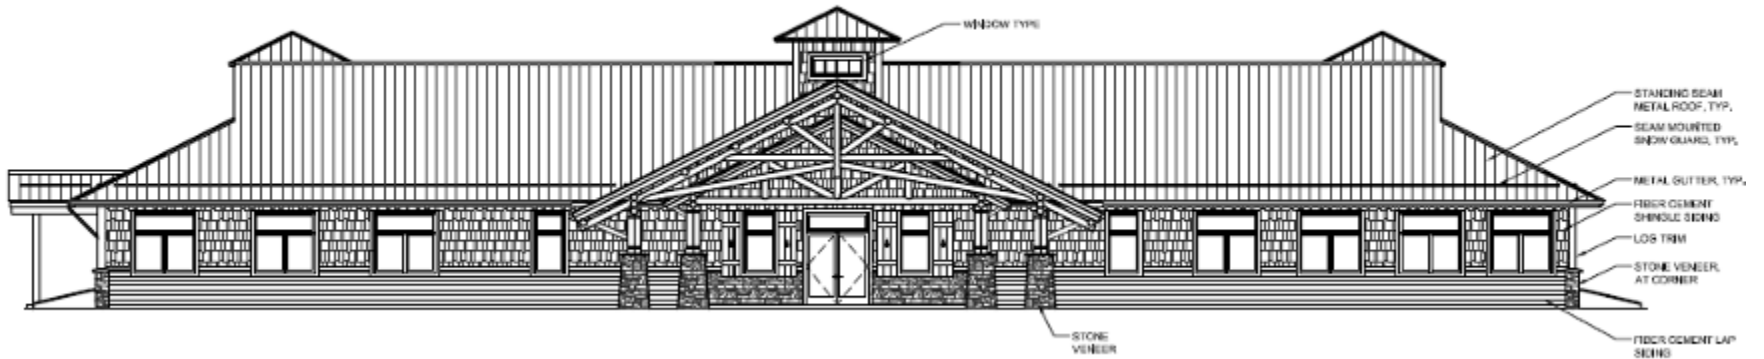 WINDOW TYPE
STANDING SEAM
METAL ROOF, TYP.
SEAM MOUNTED
SNOW GUARD, TYP.
METAL GUTTER, TYP.
FIBER CEMENT
SHINGLE SIDING
LOG TRIM
STONE VENEER,
AT CORNER
STONE
VENEER
FIBER CEMENT LAP
SIDING